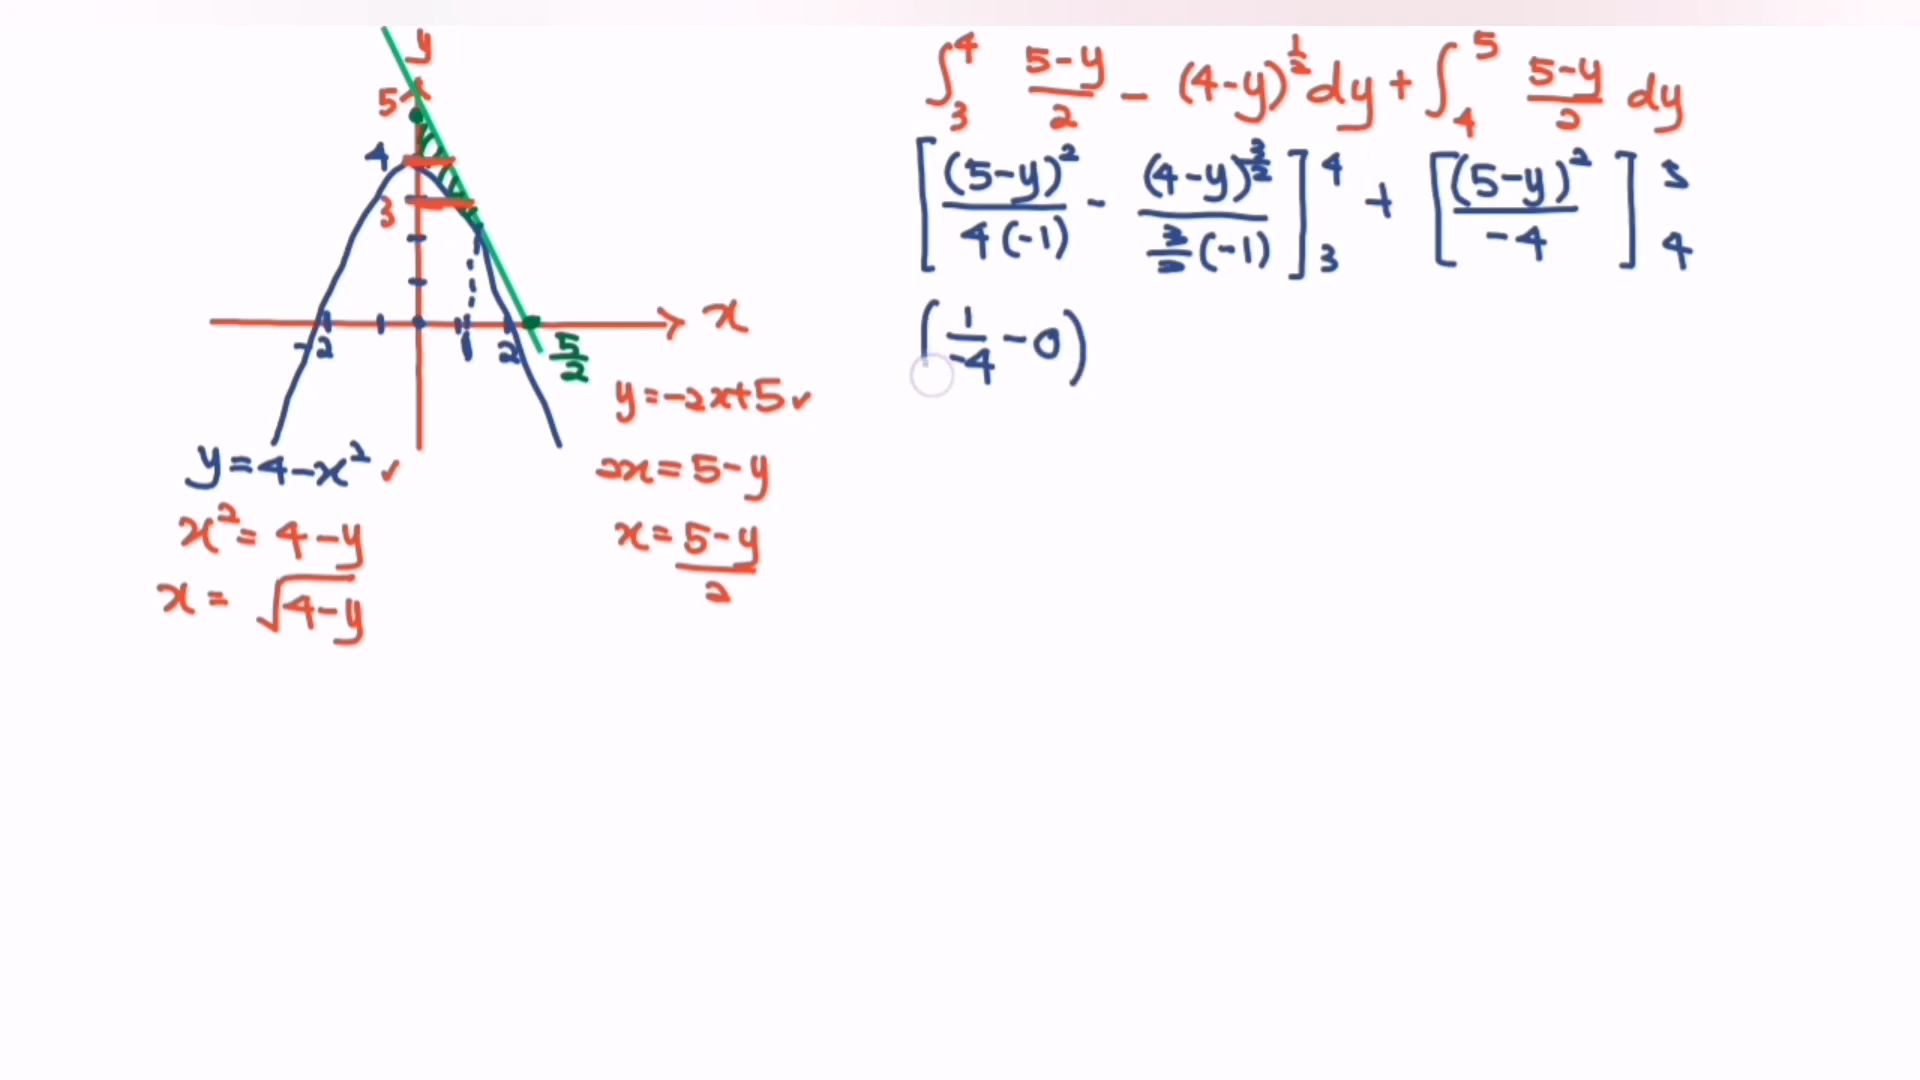 y
5
4
3
x
-2
1
2
5/2
y = -2x+5 ✓
2x = 5-y
x = (5-y)/2
y = 4-x² ✓
x² = 4-y
x = √(4-y)
∫₃⁴ (5-y)/2 - (4-y)^(1/2) dy + ∫₄⁵ (5-y)/2 dy
[(5-y)²/(4(-1)) - (4-y)^(3/2)/((3/2)(-1))]₃⁴ + [(5-y)²/(-4)]₄⁵
(1/(-4) - 0)